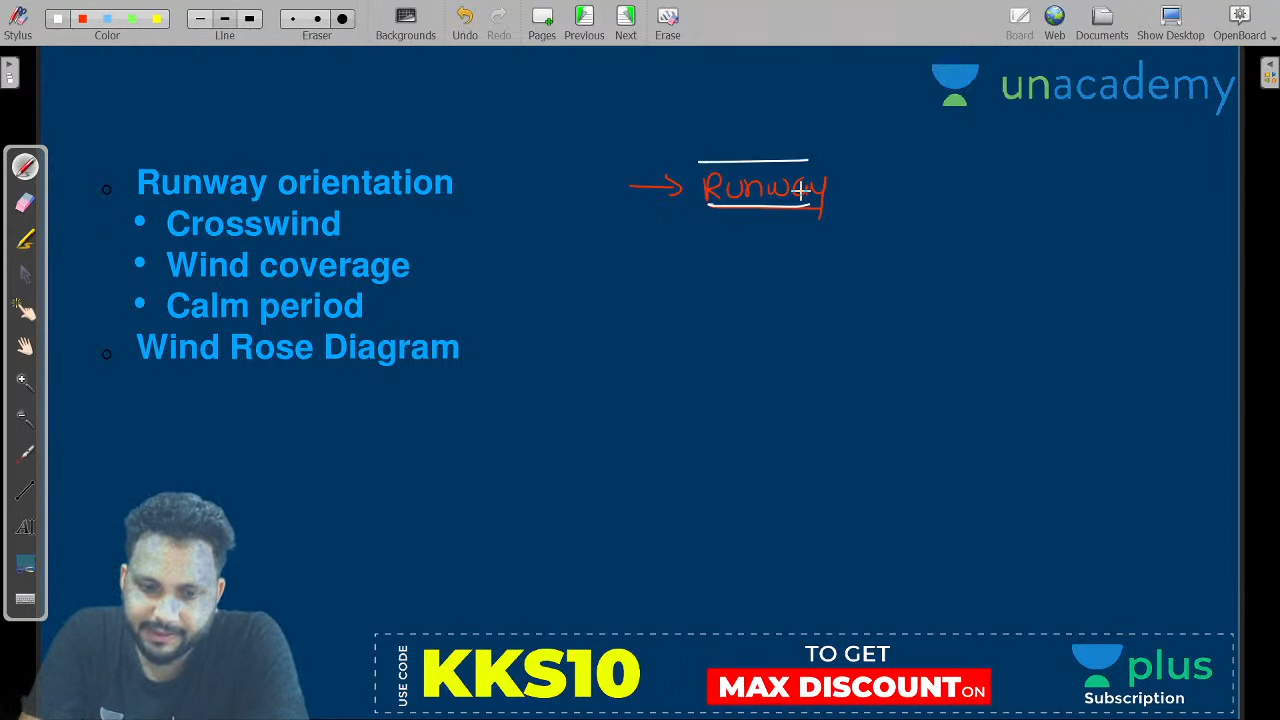 Stylus
Color
Line
Eraser
Backgrounds
Undo
Redo
Pages
Previous
Next
Erase
Board
Web
Documents
Show Desktop
OpenBoard
unacademy
Runway orientation
• Crosswind
• Wind coverage
• Calm period
Wind Rose Diagram
→ Runway
USE CODE
KKS10
TO GET
MAX DISCOUNT ON
plus
Subscription